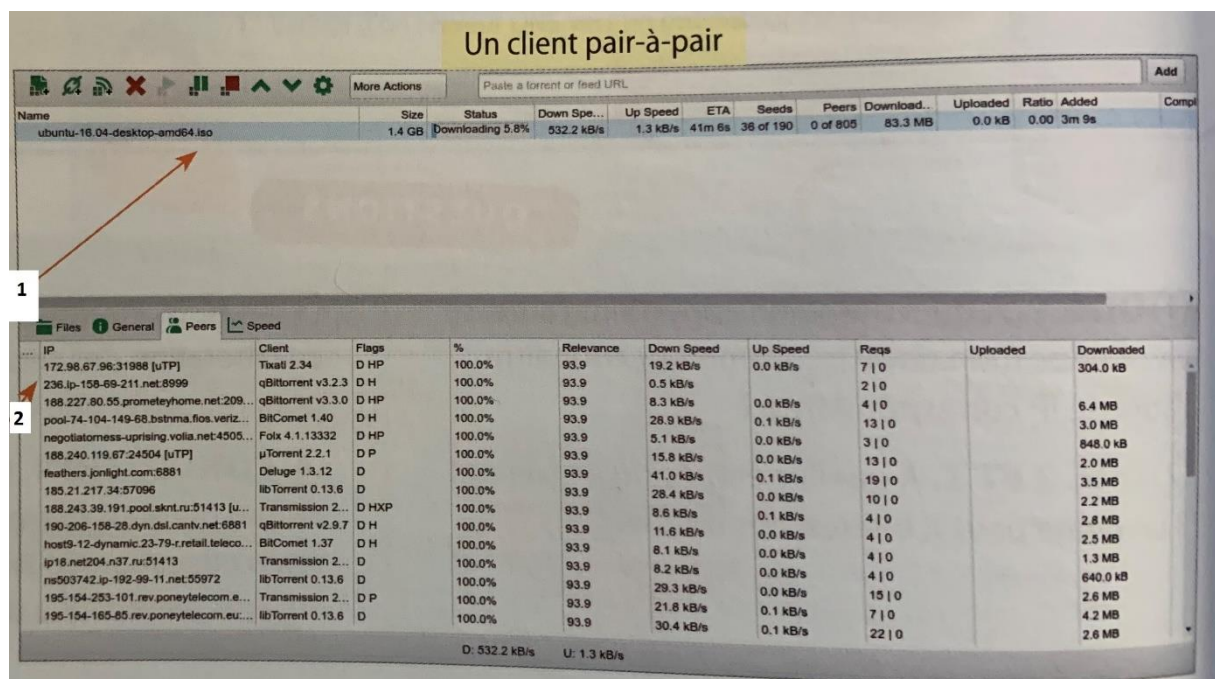 Un client pair-à-pair
More Actions Paste a torrent or feed URL Add
Name Size Status Down Spe... Up Speed ETA Seeds Peers Download.. Uploaded Ratio Added Compl
ubuntu-16.04-desktop-amd64.iso 1.4 GB Downloading 5.8% 532.2 kB/s 1.3 kB/s 41m 6s 36 of 190 0 of 805 83.3 MB 0.0 kB 0.00 3m 9s
1
Files General Peers Speed
... IP Client Flags % Relevance Down Speed Up Speed Reqs Uploaded Downloaded
172.98.67.96:31988 [uTP] Tixati 2.34 D HP 100.0% 93.9 19.2 kB/s 0.0 kB/s 7 | 0 304.0 kB
236.ip-158-69-211.net:8999 qBittorrent v3.2.3 D H 100.0% 93.9 0.5 kB/s 2 | 0
188.227.80.55.prometeyhome.net:209... qBittorrent v3.3.0 D HP 100.0% 93.9 8.3 kB/s 0.0 kB/s 4 | 0 6.4 MB
2
pool-74-104-149-68.bstnma.fios.veriz... BitComet 1.40 D H 100.0% 93.9 28.9 kB/s 0.1 kB/s 13 | 0 3.0 MB
negotiatorness-uprising.volia.net:4505... Folx 4.1.13332 D HP 100.0% 93.9 5.1 kB/s 0.0 kB/s 3 | 0 848.0 kB
188.240.119.67:24504 [uTP] µTorrent 2.2.1 D P 100.0% 93.9 15.8 kB/s 0.0 kB/s 13 | 0 2.0 MB
feathers.jonlight.com:6881 Deluge 1.3.12 D 100.0% 93.9 41.0 kB/s 0.1 kB/s 19 | 0 3.5 MB
185.21.217.34:57096 libTorrent 0.13.6 D 100.0% 93.9 28.4 kB/s 0.0 kB/s 10 | 0 2.2 MB
188.243.39.191.pool.sknt.ru:51413 [u... Transmission 2... D HXP 100.0% 93.9 8.6 kB/s 0.1 kB/s 4 | 0 2.8 MB
190-206-158-28.dyn.dsl.cantv.net:6881 qBittorrent v2.9.7 D H 100.0% 93.9 11.6 kB/s 0.0 kB/s 4 | 0 2.5 MB
host9-12-dynamic.23-79-r.retail.teleco... BitComet 1.37 D H 100.0% 93.9 8.1 kB/s 0.0 kB/s 4 | 0 1.3 MB
ip18.net204.n37.ru:51413 Transmission 2... D 100.0% 93.9 8.2 kB/s 0.0 kB/s 4 | 0 640.0 kB
ns503742.ip-192-99-11.net:55972 libTorrent 0.13.6 D 100.0% 93.9 29.3 kB/s 0.0 kB/s 15 | 0 2.6 MB
195-154-253-101.rev.poneytelecom.e... Transmission 2... D P 100.0% 93.9 21.8 kB/s 0.1 kB/s 7 | 0 4.2 MB
195-154-165-85.rev.poneytelecom.eu:... libTorrent 0.13.6 D 100.0% 93.9 30.4 kB/s 0.1 kB/s 22 | 0 2.6 MB
D: 532.2 kB/s U: 1.3 kB/s